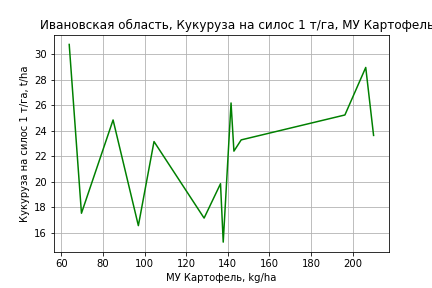 Ивановская область, Кукуруза на силос 1 т/га, МУ Картофель
30
28
26
24
22
20
18
16
Кукуруза на силос 1 т/га, t/ha
60 80 100 120 140 160 180 200
МУ Картофель, kg/ha